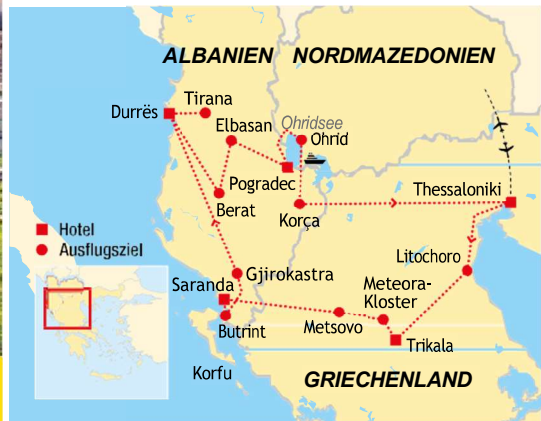 ALBANIEN NORDMAZEDONIEN
Durrës
Tirana
Elbasan
Ohridsee
Ohrid
Pogradec
Berat
Korça
Thessaloniki
Hotel
Ausflugsziel
Litochoro
Gjirokastra
Saranda
Meteora-
Kloster
Butrint
Metsovo
Trikala
Korfu
GRIECHENLAND